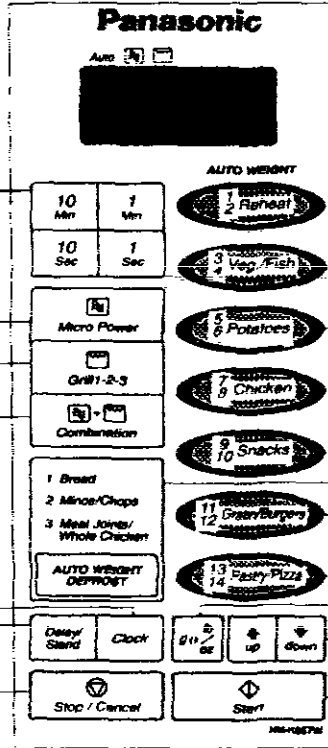 Panasonic
Auto
AUTO WEIGHT
10
Min
1
Min
10
Sec
1
Sec
1
2 Reheat
3
4 Veg./Fish
Micro Power
5
6 Potatoes
Grill 1-2-3
7
8 Chicken
Combination
9
10 Snacks
1 Bread
2 Mince/Chops
3 Meat Joints/
Whole Chicken
AUTO WEIGHT
DEFROST
11
12
13
14 Pastry/Pizza
Delay/
Stand
Clock
up
down
Stop / Cancel
Start